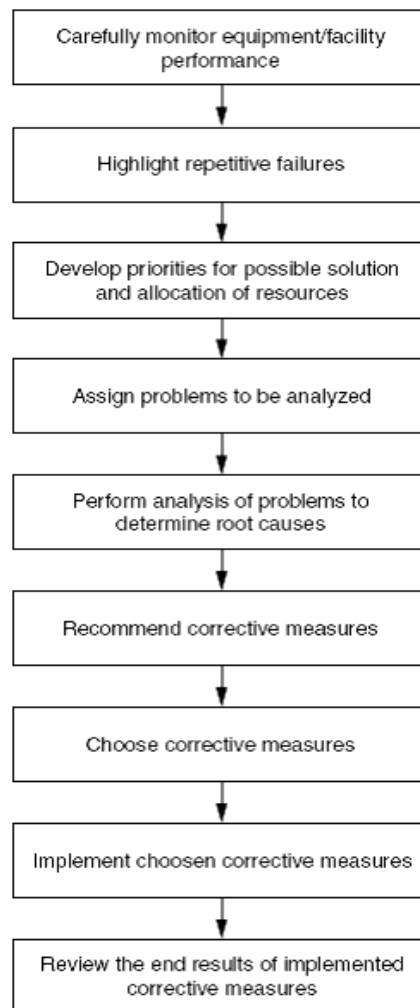 Carefully monitor equipment/facility
performance
Highlight repetitive failures
Develop priorities for possible solution
and allocation of resources
Assign problems to be analyzed
Perform analysis of problems to
determine root causes
Recommend corrective measures
Choose corrective measures
Implement choosen corrective measures
Review the end results of implemented
corrective measures